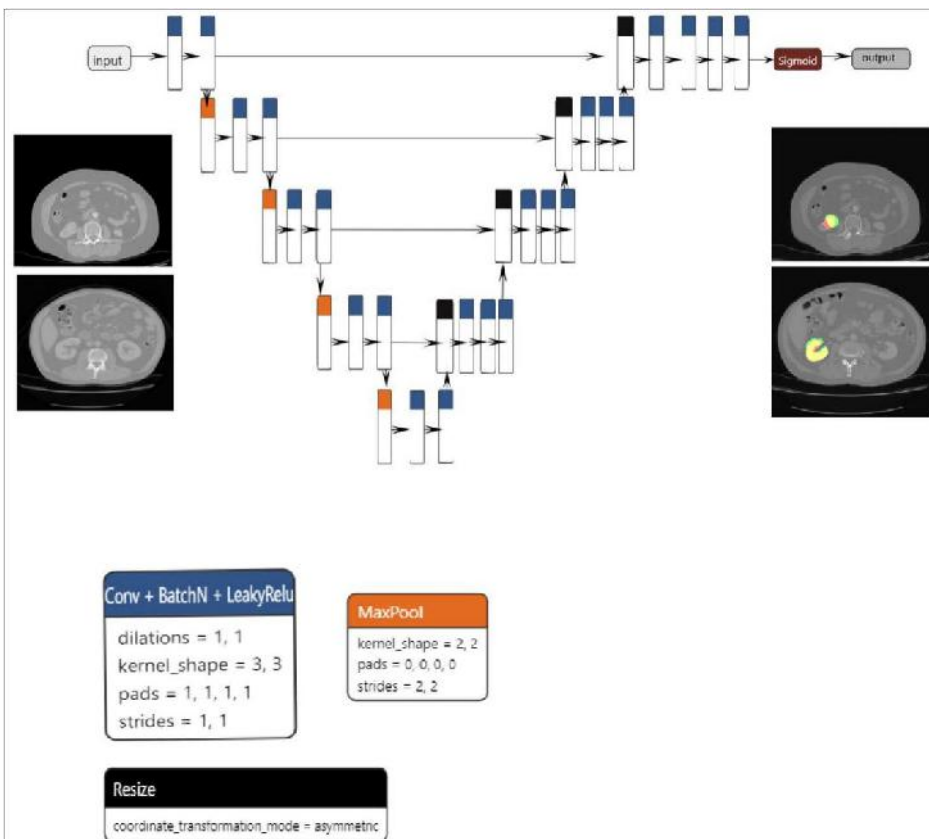 input
Sigmoid
output
Conv + BatchN + LeakyRelu
dilations = 1, 1
kernel_shape = 3, 3
pads = 1, 1, 1, 1
strides = 1, 1
MaxPool
kernel_shape = 2, 2
pads = 0, 0, 0, 0
strides = 2, 2
Resize
coordinate_transformation_mode = asymmetric